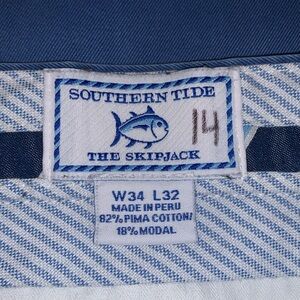 SOUTHERN TIDE
14
THE SKIPJACK
W34 L32
MADE IN PERU
82% PIMA COTTON/
18% MODAL